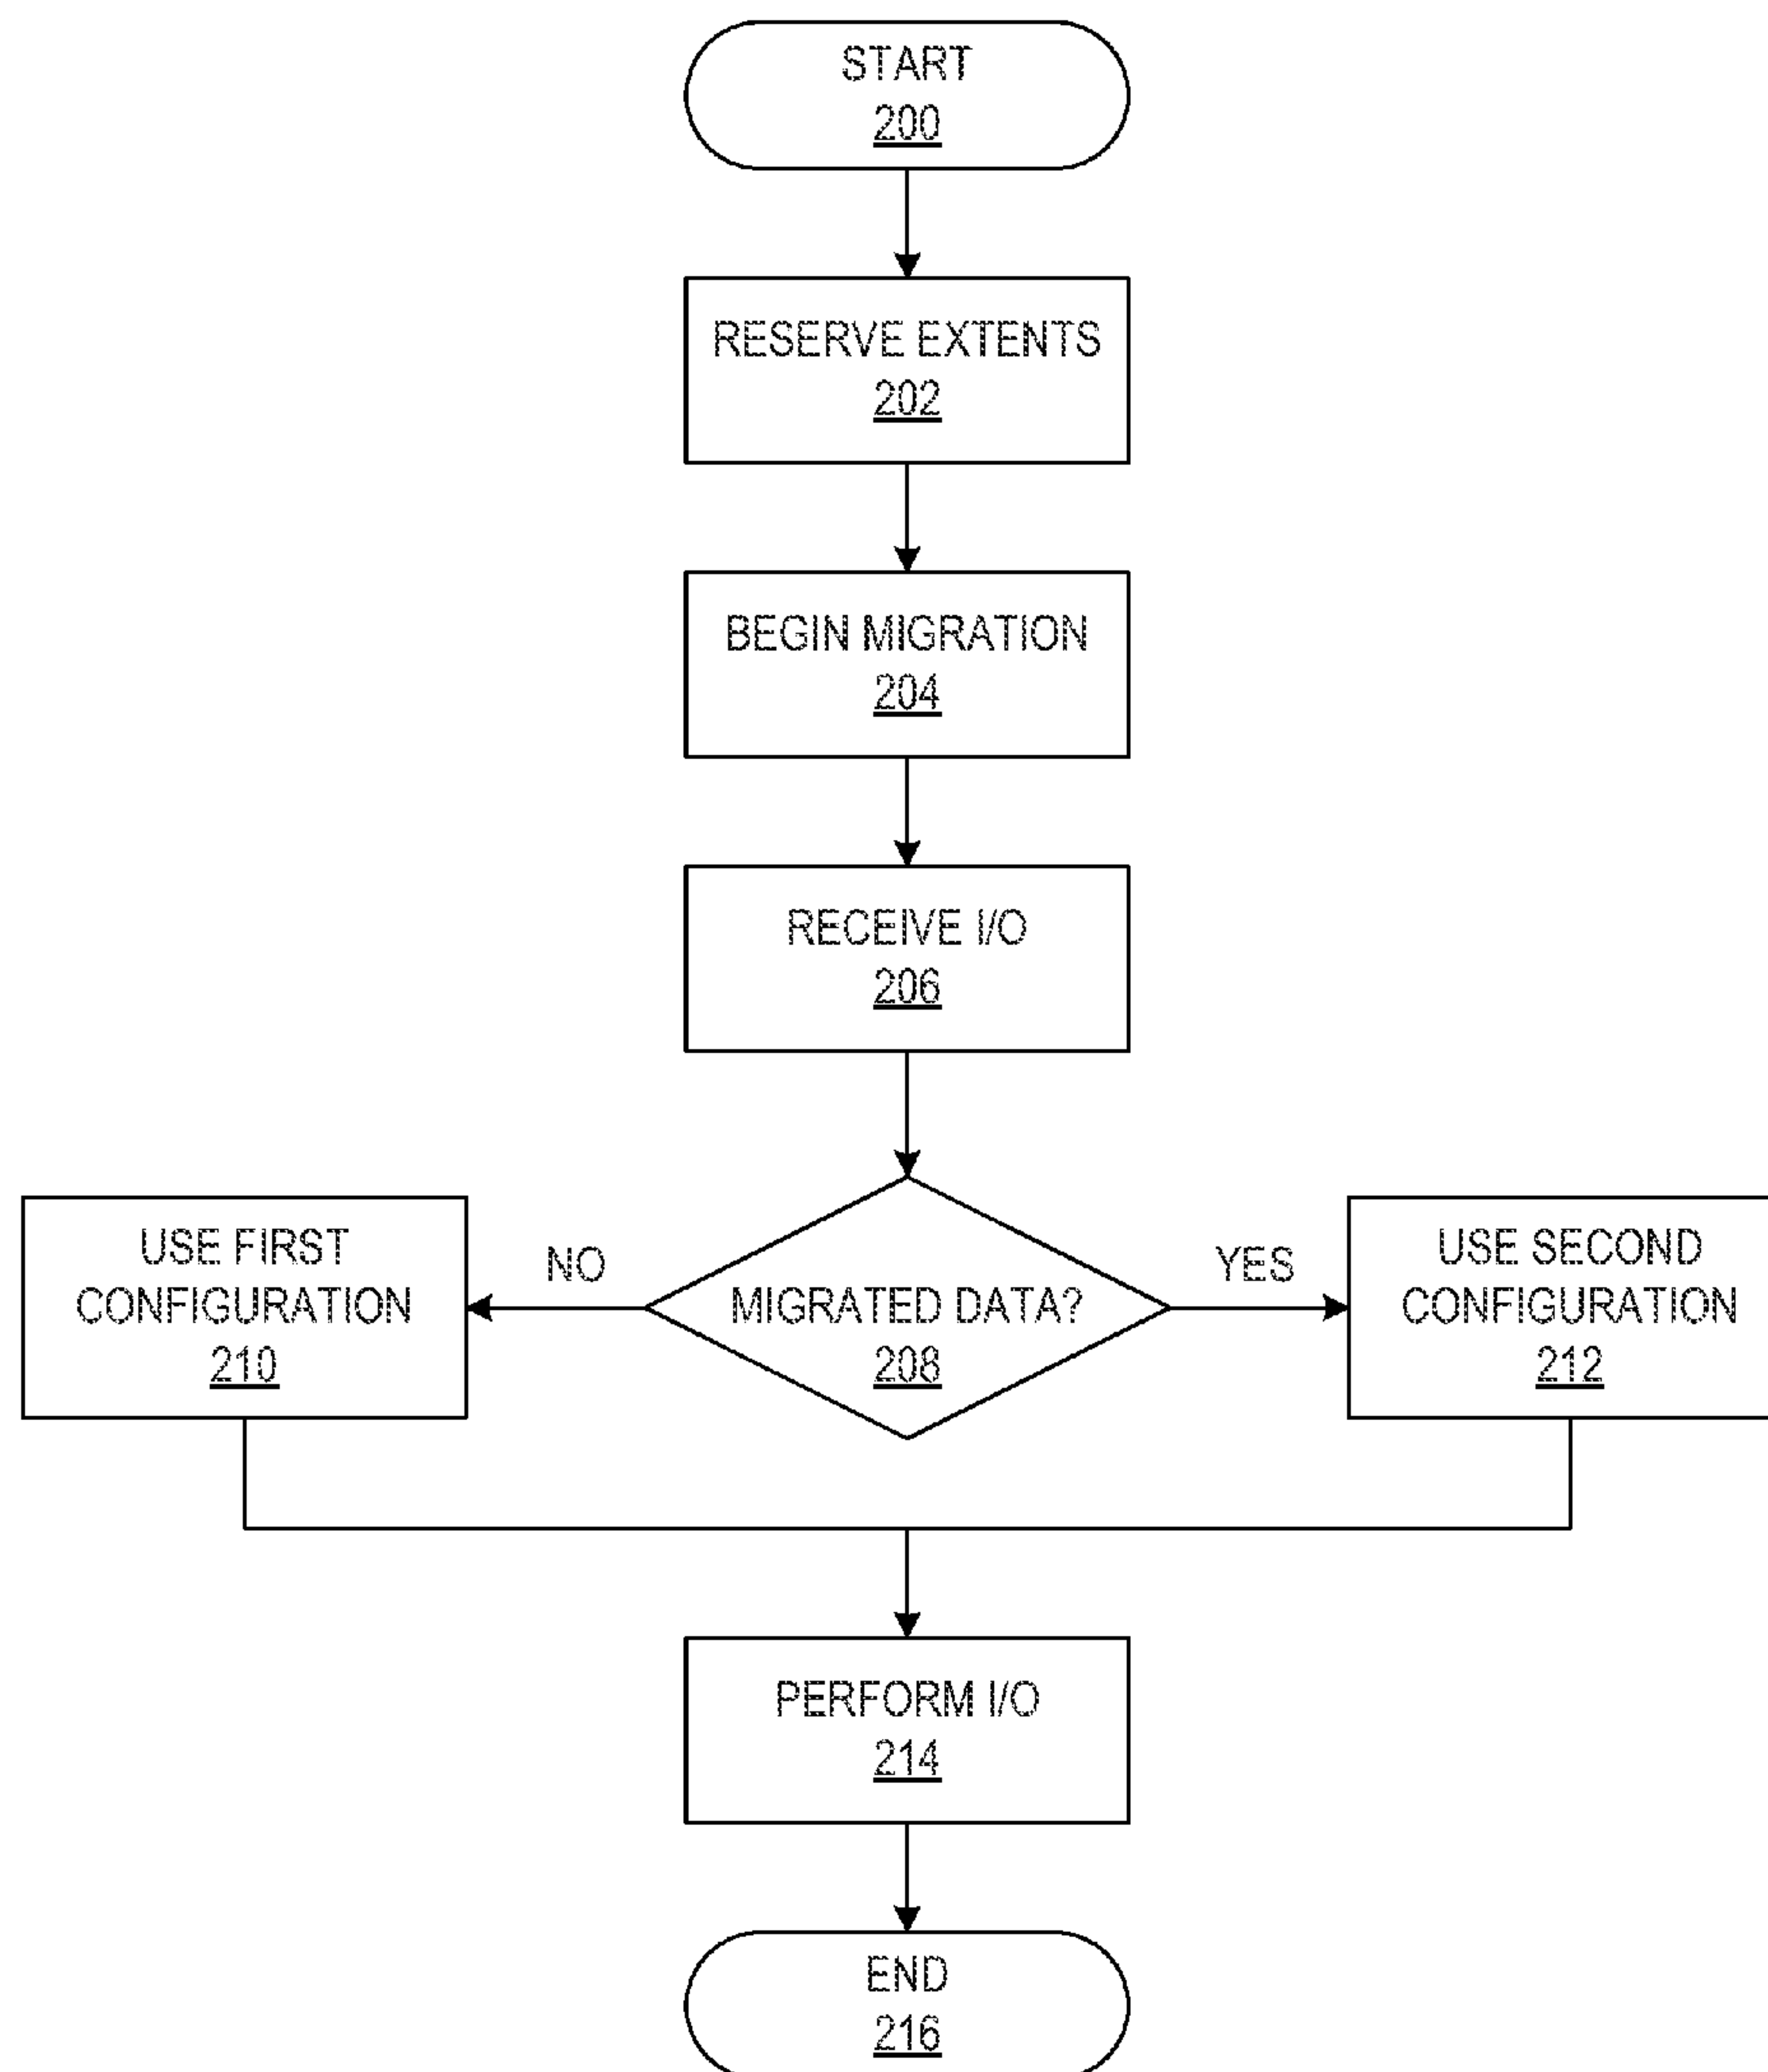 START
200
RESERVE EXTENTS
202
BEGIN MIGRATION
204
RECEIVE I/O
206
USE FIRST
CONFIGURATION
210
NO
MIGRATED DATA?
208
YES
USE SECOND
CONFIGURATION
212
PERFORM I/O
214
END
216